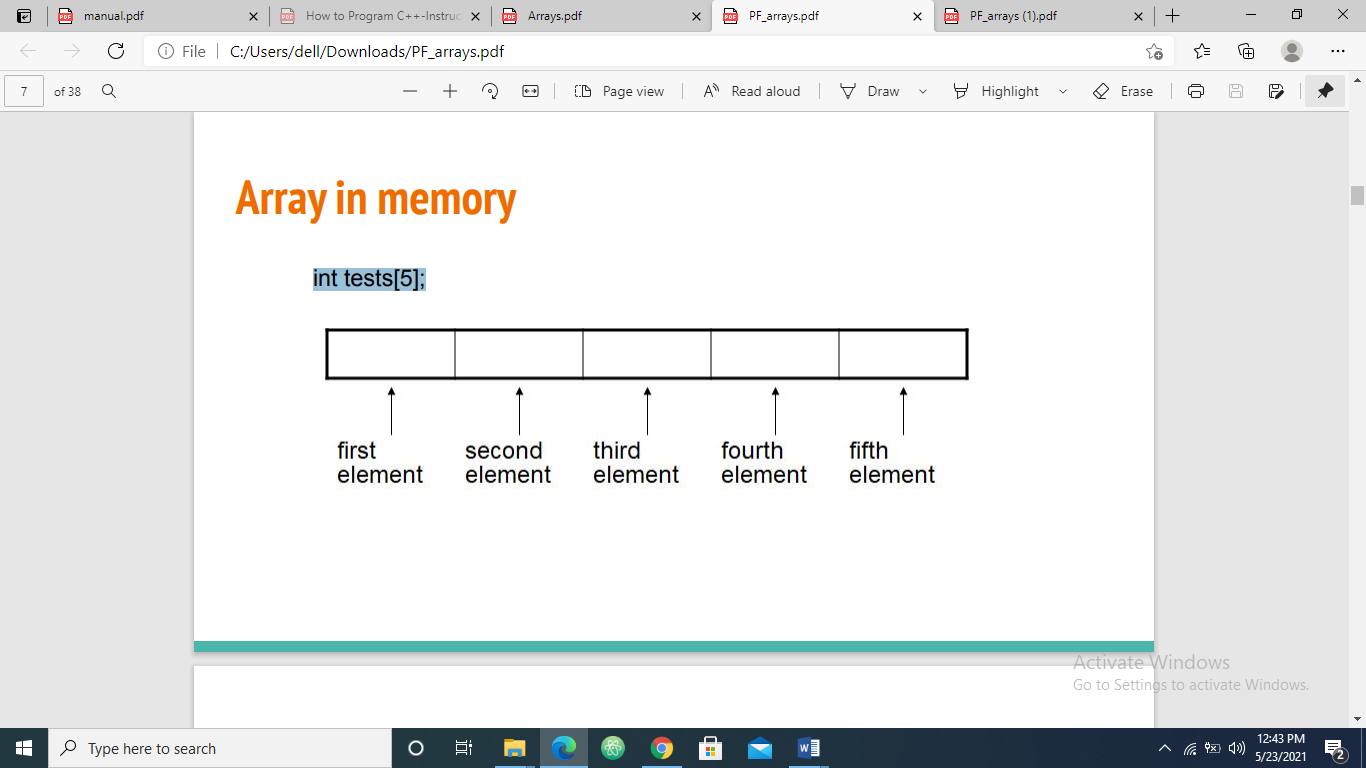 manual.pdf
How to Program C++-Instruc
Arrays.pdf
PF_arrays.pdf
PF_arrays (1).pdf
File
C:/Users/dell/Downloads/PF_arrays.pdf
7 of 38
Page view
Read aloud
Draw
Highlight
Erase
Array in memory
int tests[5];
first
element
second
element
third
element
fourth
element
fifth
element
Activate Windows
Go to Settings to activate Windows.
Type here to search
12:43 PM
5/23/2021
2